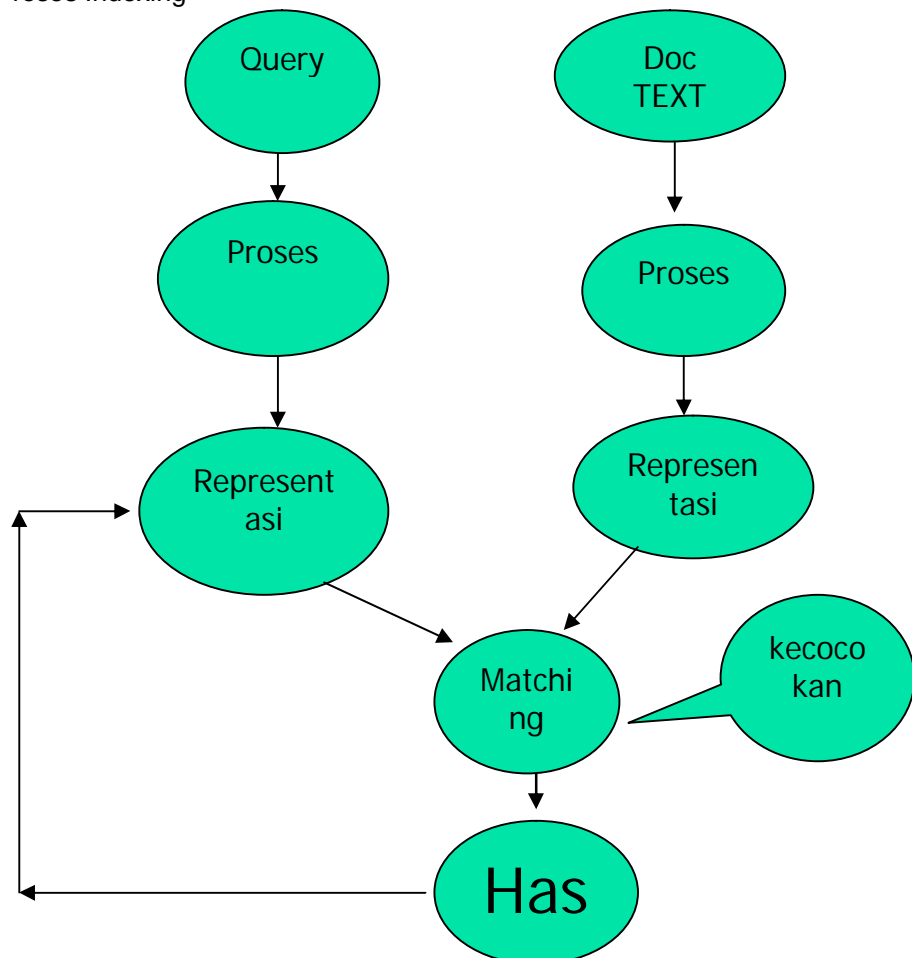 Query
Doc
TEXT
Proses
Proses
Represent
asi
Represen
tasi
Matchi
ng
kecoco
kan
Has